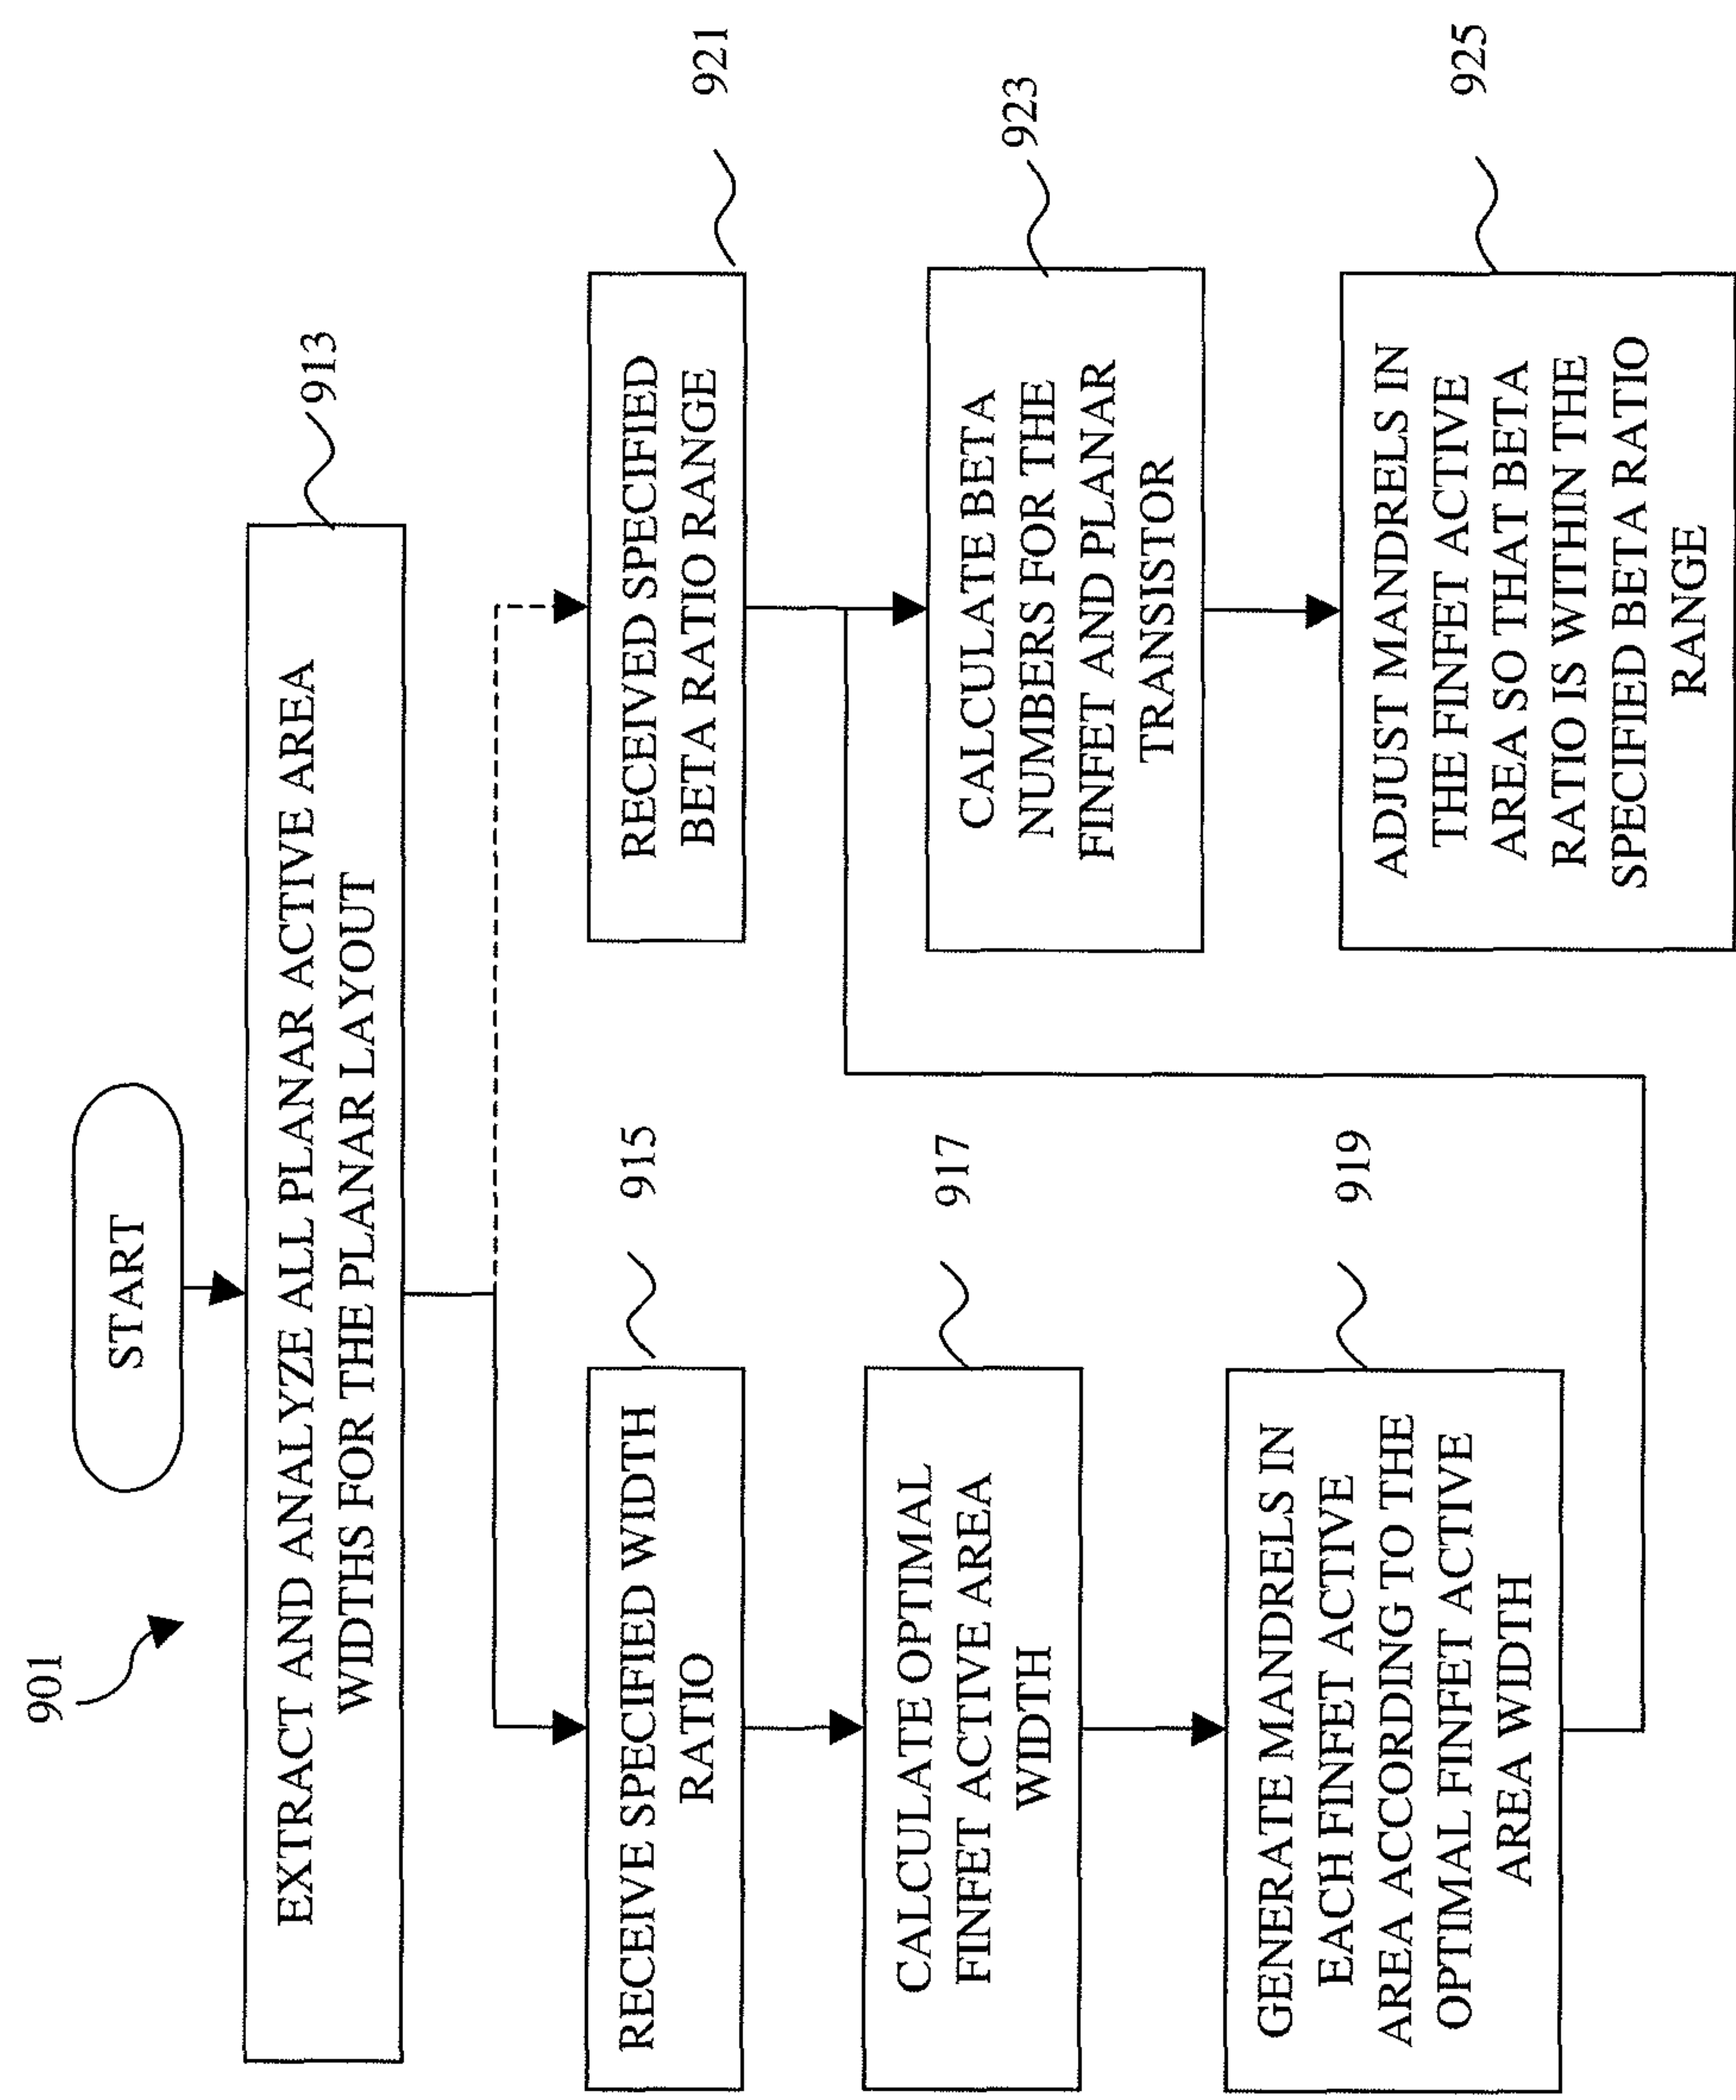 901
START
EXTRACT AND ANALYZE ALL PLANAR ACTIVE AREA
WIDTHS FOR THE PLANAR LAYOUT
913
RECEIVE SPECIFIED WIDTH
RATIO
915
CALCULATE OPTIMAL
FINFET ACTIVE AREA
WIDTH
917
GENERATE MANDRELS IN
EACH FINFET ACTIVE
AREA ACCORDING TO THE
OPTIMAL FINFET ACTIVE
AREA WIDTH
919
RECEIVED SPECIFIED
BETA RATIO RANGE
921
CALCULATE BETA
NUMBERS FOR THE
FINFET AND PLANAR
TRANSISTOR
923
ADJUST MANDRELS IN
THE FINFET ACTIVE
AREA SO THAT BETA
RATIO IS WITHIN THE
SPECIFIED BETA RATIO
RANGE
925